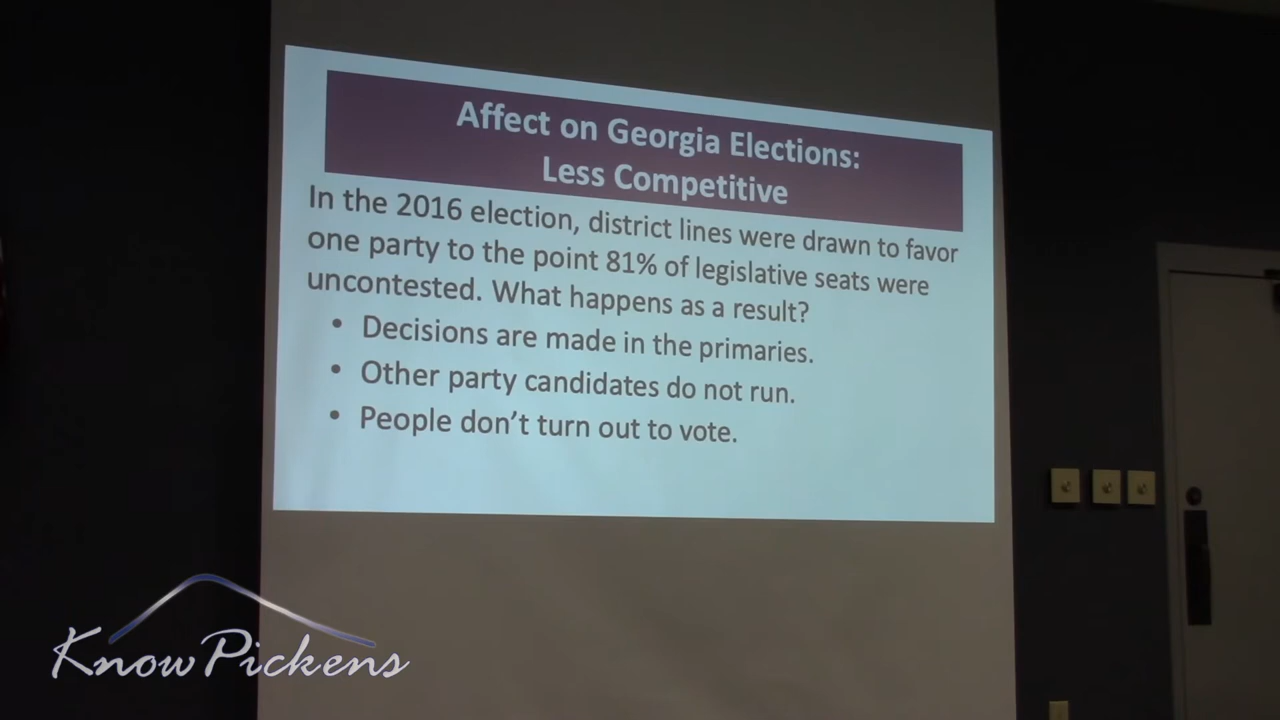 Affect on Georgia Elections:
Less Competitive
In the 2016 election, district lines were drawn to favor
one party to the point 81% of legislative seats were
uncontested. What happens as a result?
• Decisions are made in the primaries.
• Other party candidates do not run.
• People don't turn out to vote.
KnowPickens